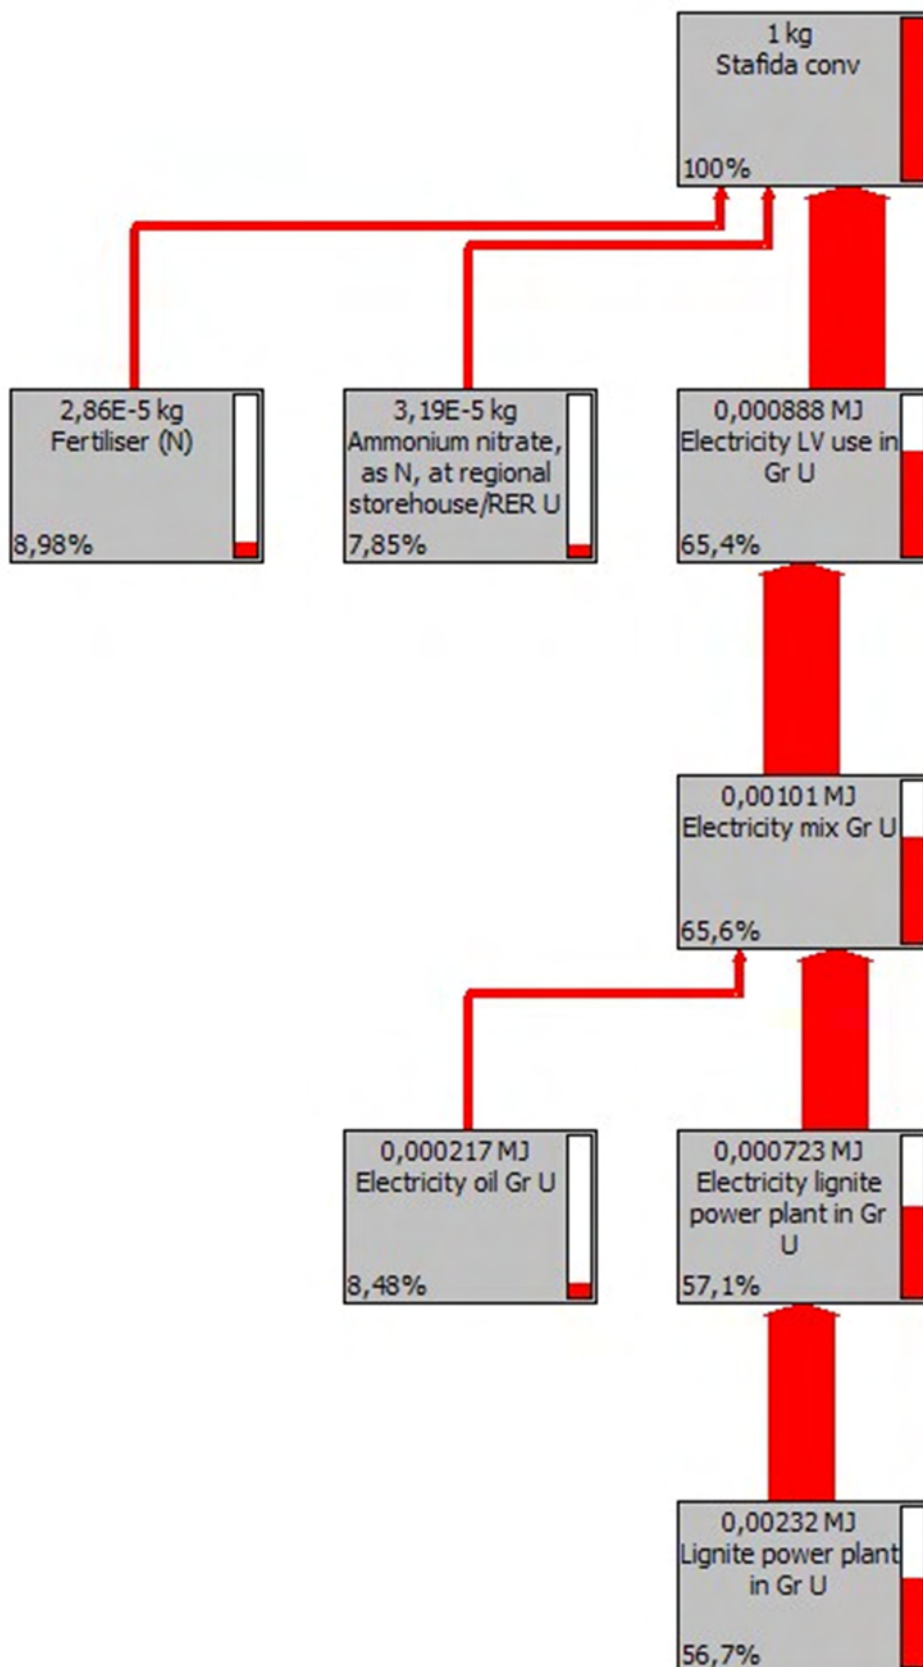 1 kg
Stafida conv
100%
2,86E-5 kg
Fertiliser (N)
8,98%
3,19E-5 kg
Ammonium nitrate,
as N, at regional
storehouse/RER U
7,85%
0,000888 MJ
Electricity LV use in
Gr U
65,4%
0,00101 MJ
Electricity mix Gr U
65,6%
0,000217 MJ
Electricity oil Gr U
8,48%
0,000723 MJ
Electricity lignite
power plant in Gr
U
57,1%
0,00232 MJ
Lignite power plant
in Gr U
56,7%